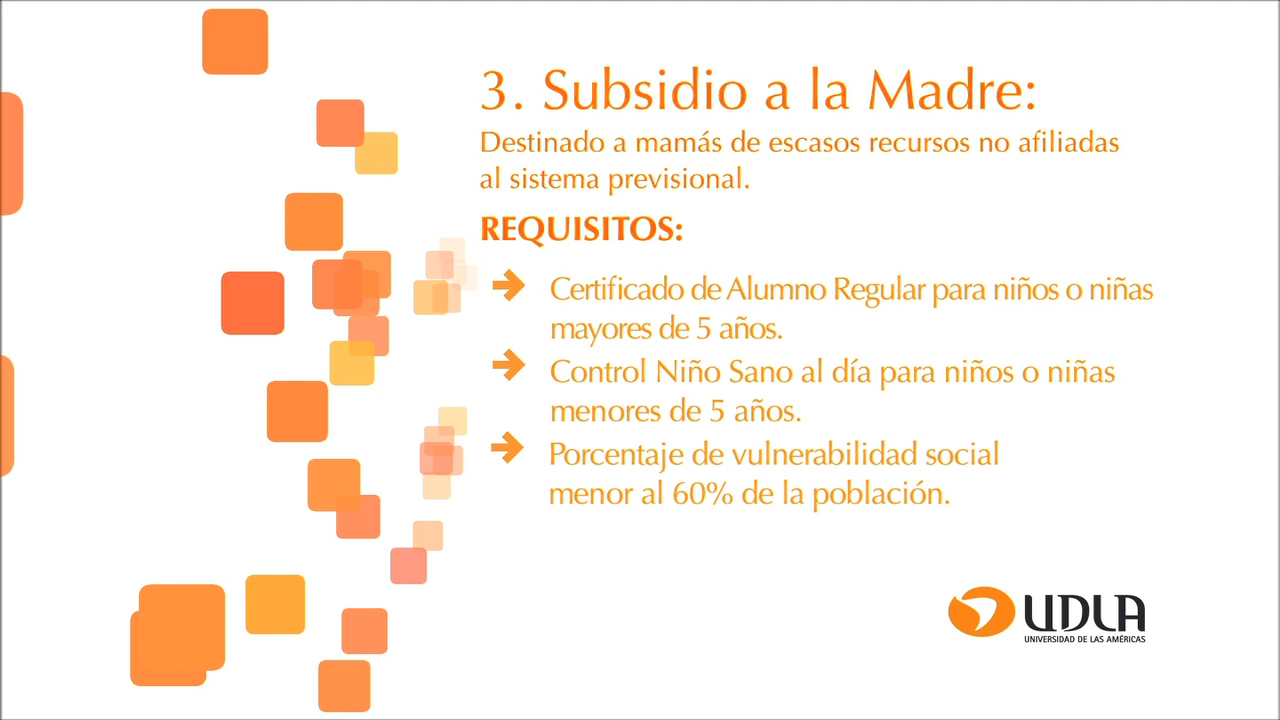 3. Subsidio a la Madre:
Destinado a mamás de escasos recursos no afiliadas
al sistema previsional.
REQUISITOS:
Certificado de Alumno Regular para niños o niñas
mayores de 5 años.
Control Niño Sano al día para niños o niñas
menores de 5 años.
Porcentaje de vulnerabilidad social
menor al 60% de la población.
UDLA
UNIVERSIDAD DE LAS AMÉRICAS